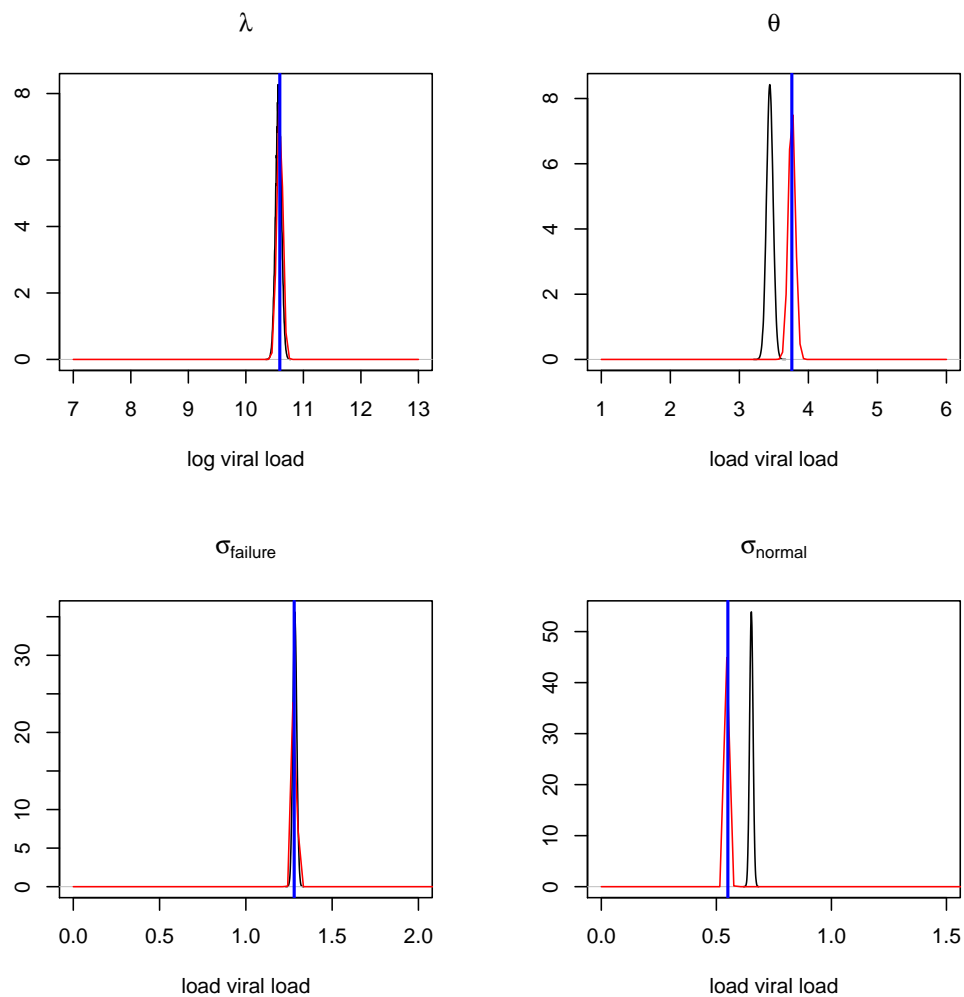 λ
0 2 4 6 8
7 8 9 10 11 12 13
log viral load
θ
0 2 4 6 8
1 2 3 4 5 6
load viral load
σfailure
0 5 10 20 30
0.0 0.5 1.0 1.5 2.0
load viral load
σnormal
0 10 20 30 40 50
0.0 0.5 1.0 1.5
load viral load